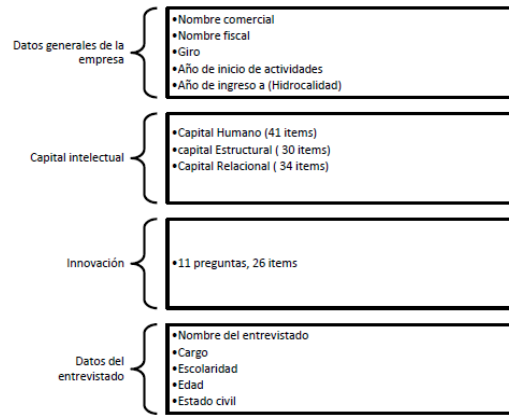 Datos generales de la
empresa
•Nombre comercial
•Nombre fiscal
•Giro
•Año de inicio de actividades
•Año de ingreso a (Hidrocalidad)
Capital intelectual
•Capital Humano (41 items)
•capital Estructural ( 30 items)
•Capital Relacional ( 34 items)
Innovación
•11 preguntas, 26 items
Datos del
entrevistado
•Nombre del entrevistado
•Cargo
•Escolaridad
•Edad
•Estado civil